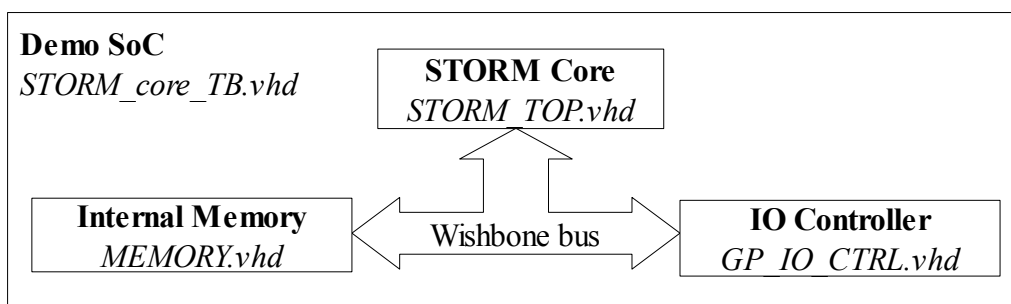 Demo SoC
STORM_core_TB.vhd
STORM Core
STORM_TOP.vhd
Internal Memory
MEMORY.vhd
Wishbone bus
IO Controller
GP_IO_CTRL.vhd